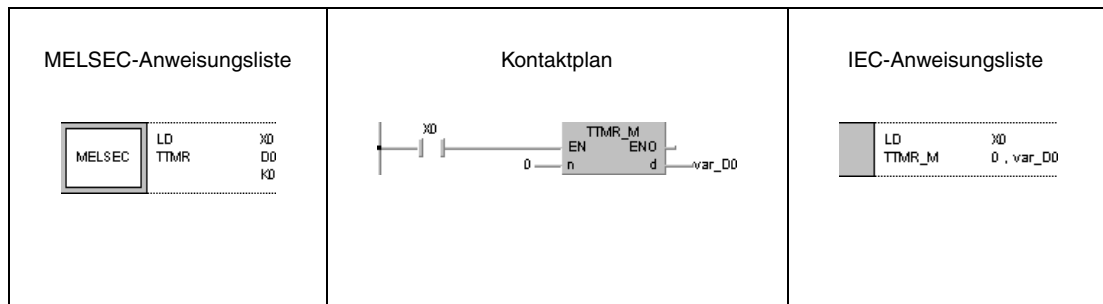 MELSEC-Anweisungsliste
MELSEC
LD X0
TTMR D0
K0
Kontaktplan
X0
TTMR_M
EN ENO
0 n d var_D0
IEC-Anweisungsliste
LD X0
TTMR_M 0 , var_D0